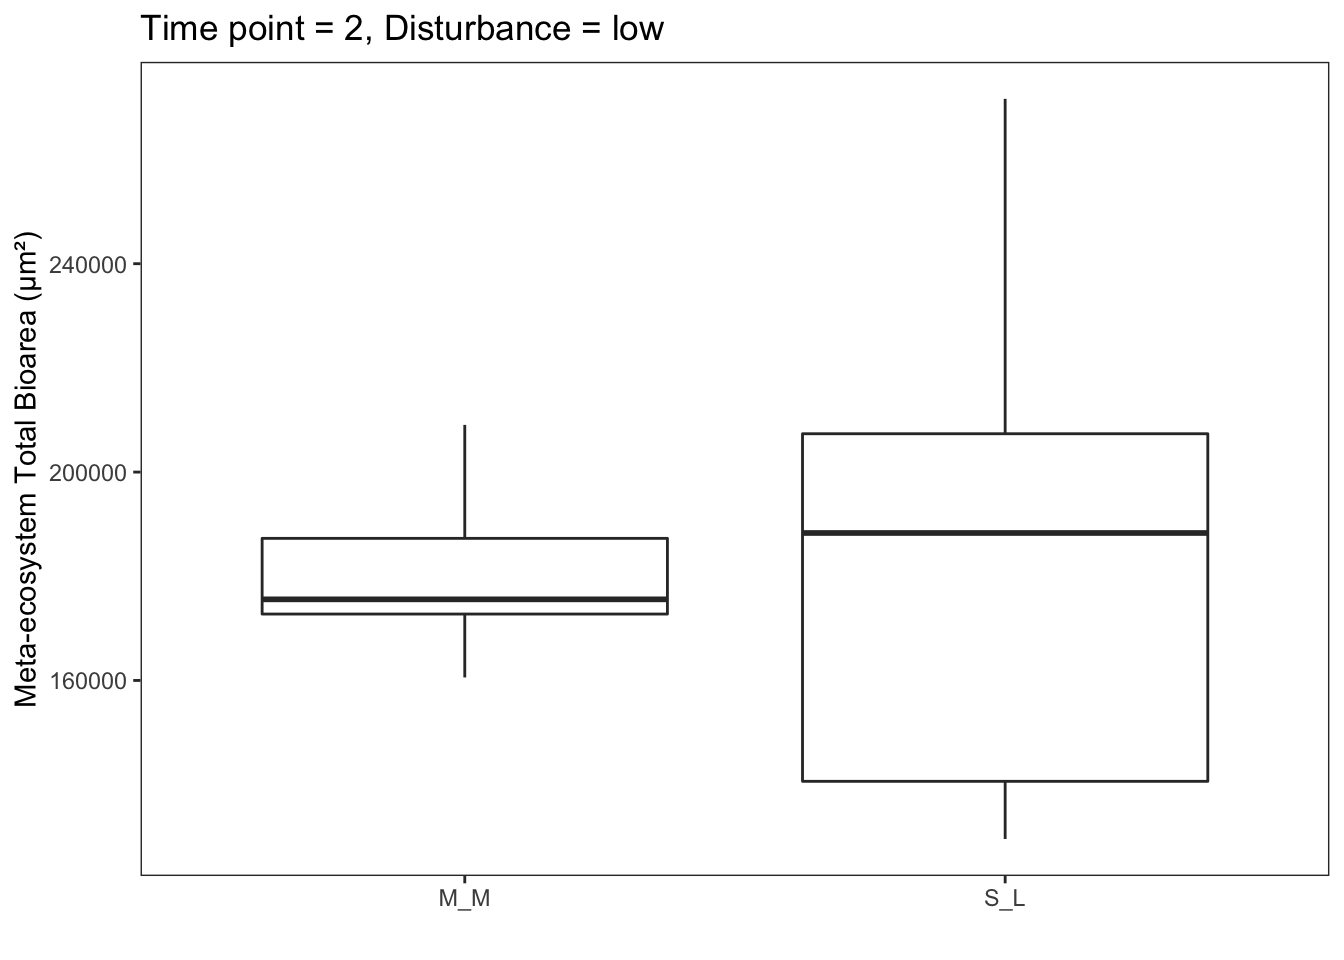 Time point = 2, Disturbance = low
Meta-ecosystem Total Bioarea (μm²)
240000
200000
160000
M_M
S_L